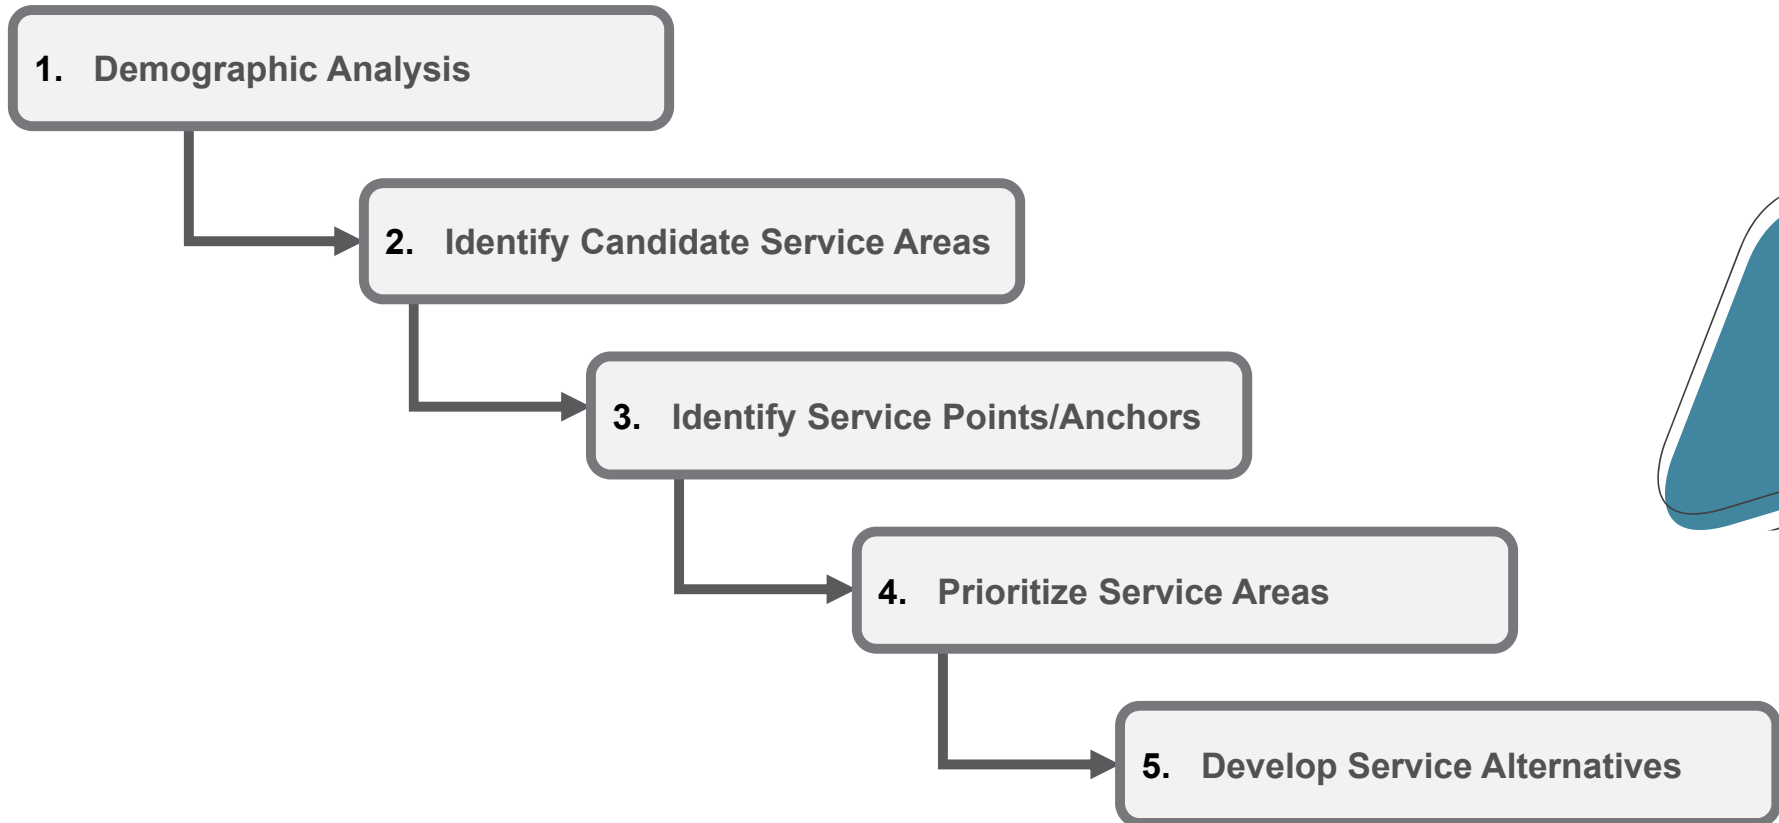 1. Demographic Analysis
2. Identify Candidate Service Areas
3. Identify Service Points/Anchors
4. Prioritize Service Areas
5. Develop Service Alternatives